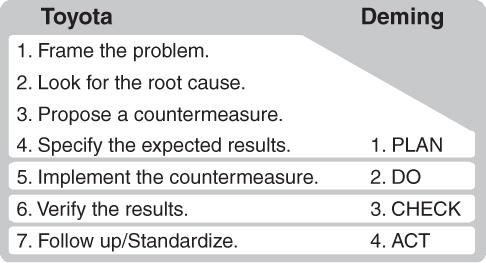 Toyota Deming
1. Frame the problem.
2. Look for the root cause.
3. Propose a countermeasure.
4. Specify the expected results. 1. PLAN
5. Implement the countermeasure. 2. DO
6. Verify the results. 3. CHECK
7. Follow up/Standardize. 4. ACT